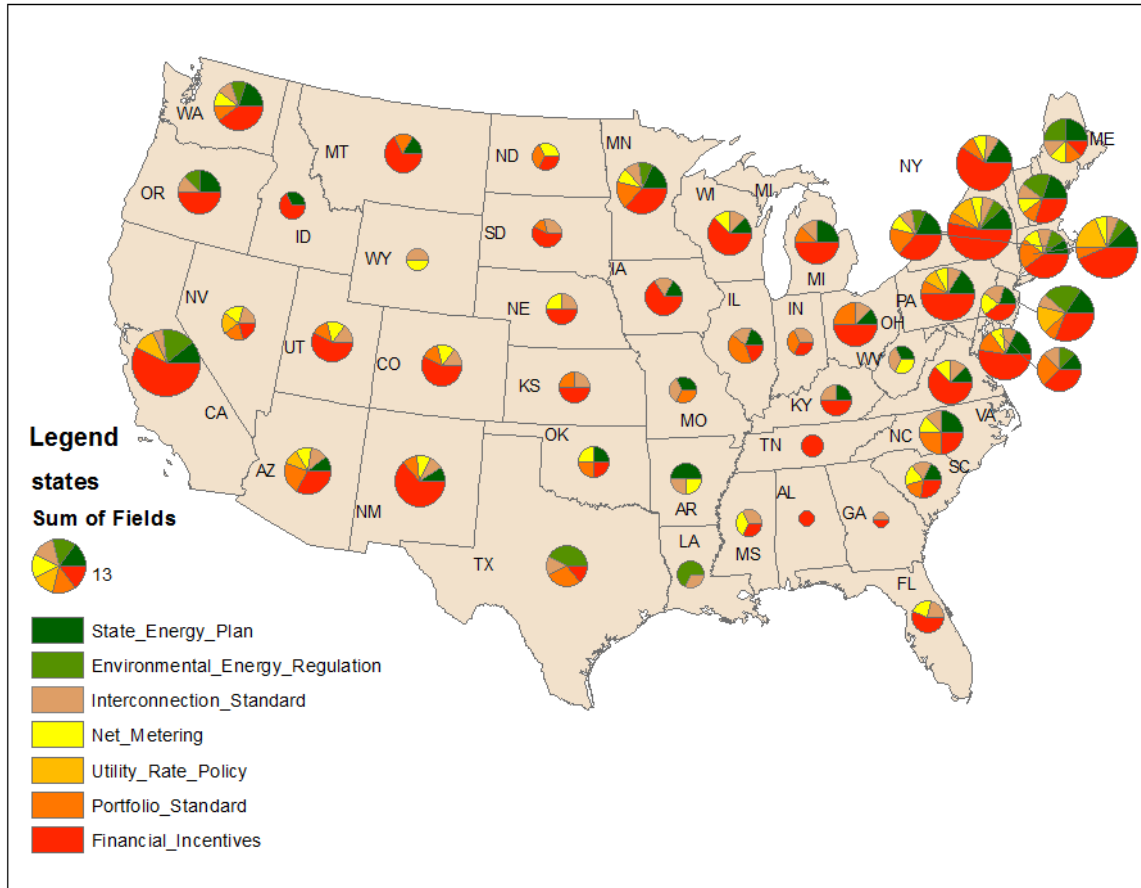 WA
MT
ND
MN
NY
ME
OR
ID
WI
MI
SD
WY
IA
MI
NV
NE
IL
IN
PA
OH
UT
CO
WV
KS
MO
KY
VA
CA
OK
TN
NC
SC
AZ
NM
AR
AL
GA
MS
LA
TX
FL
Legend
states
Sum of Fields
13
State_Energy_Plan
Environmental_Energy_Regulation
Interconnection_Standard
Net_Metering
Utility_Rate_Policy
Portfolio_Standard
Financial_Incentives